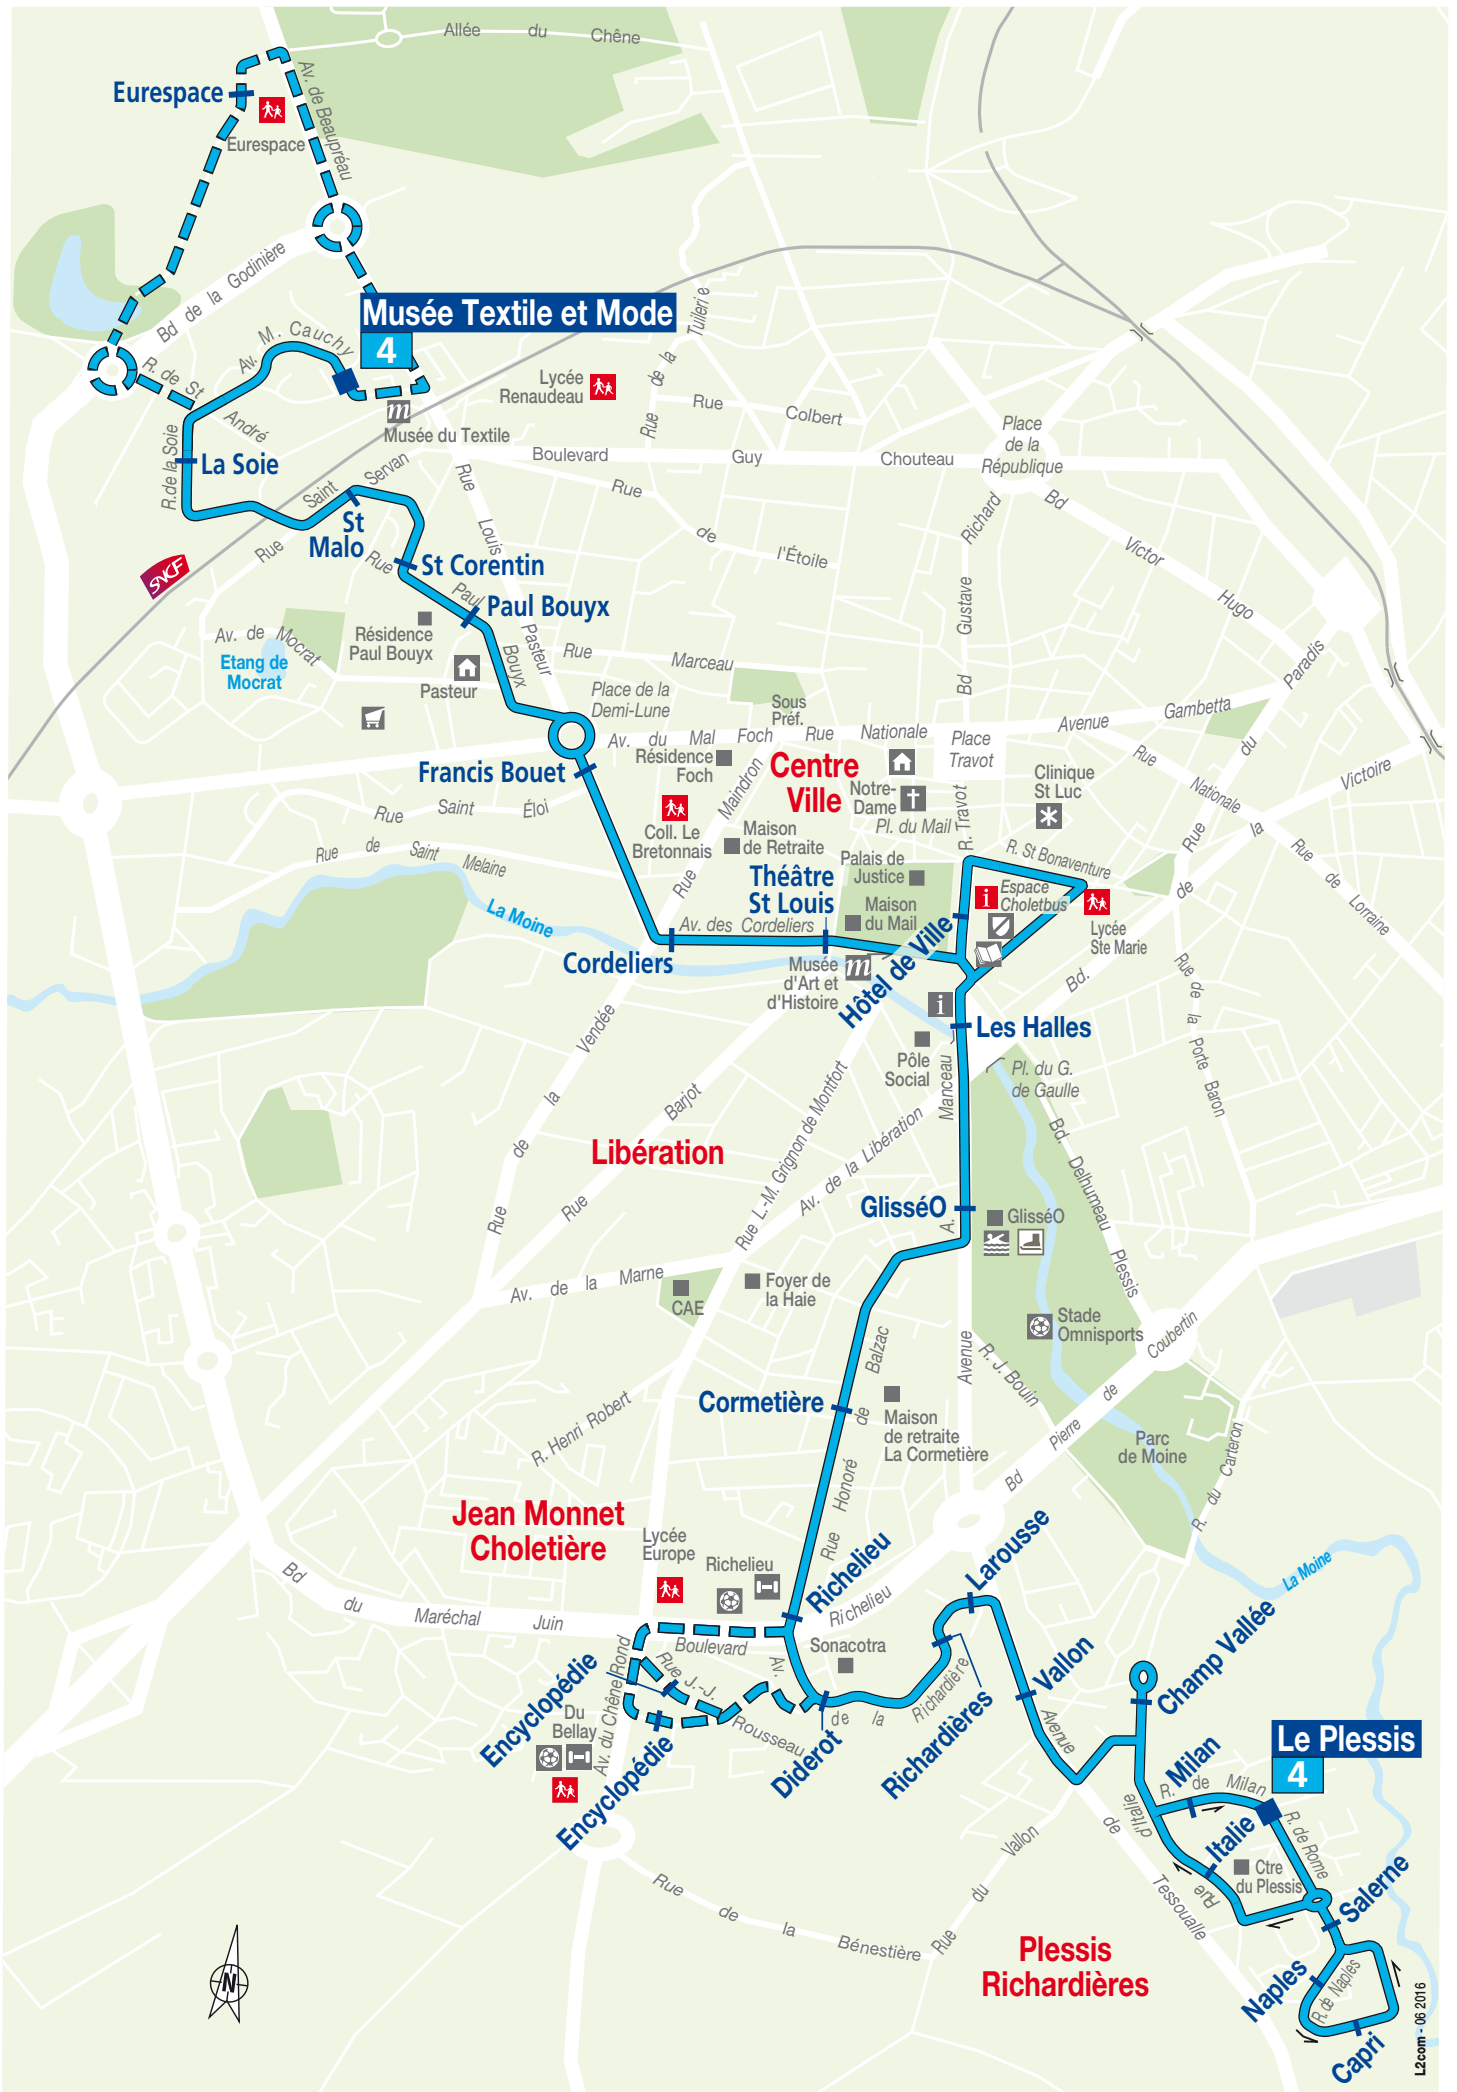 Allée du Chêne
Eurespace
Av. de Beaupréau
Eurespace
Bd de la Godinière
Musée Textile et Mode
4
Av. M. Cauchy
R. de St André
Rue de la Tuilerie
Lycée
Renaudeau
Musée du Textile
Rue Colbert
Place
de la
République
Boulevard Guy Chouteau
R.de la Soie
La Soie
Rue Saint Servan
St
Malo
Rue Louis Pasteur
Rue de l'Étoile
Bd Gustave Richard
Bd Victor Hugo
SNCF
St Corentin
Rue Paul Bouyx
Paul Bouyx
Résidence
Paul Bouyx
Av. de Mocrat
Etang de
Mocrat
Pasteur
Rue Marceau
Place de la
Demi-Lune
Sous
Préf.
Av. du Mal Foch
Rue Nationale
Place
Travot
Avenue Gambetta
Rue du Paradis
Francis Bouet
Résidence
Foch
Centre
Ville
Notre-
Dame
Clinique
St Luc
Rue Nationale
Bd. de la Victoire
Rue Saint Éloi
Rue Maindron
Coll. Le
Bretonnais
Maison
de Retraite
Pl. du Mail
R. Travot
Rue de Saint Melaine
Rue de Lorraine
Palais de
Justice
R. St Bonaventure
Théâtre
St Louis
Maison
du Mail
i
Espace
Choletbus
Lycée
Ste Marie
La Moine
Av. des Cordeliers
Cordeliers
Musée
d'Art et
d'Histoire
Hôtel de Ville
i
Les Halles
Rue de la Porte Baron
Rue de la Vendée
Pôle
Social
Pl. du G.
de Gaulle
Rue Barjot
Libération
Rue L.-M. Grignon de Montfort
Av. de la Libération
Avenue A. Manceau
Bd. Delhumeau Plessis
GlisséO
GlisséO
Av. de la Marne
CAE
Foyer de
la Haie
Stade
Omnisports
Bd Pierre de Coubertin
R. J. Bouin
Rue Honoré de Balzac
Cormetière
Maison
de retraite
La Cormetière
R. Henri Robert
Parc
de Moine
R. du Carteron
Jean Monnet
Choletière
Lycée
Europe
Richelieu
Richelieu
Larousse
La Moine
Bd du Maréchal Juin
Boulevard Richelieu
Sonacotra
Encyclopédie
Rue J.-J. Rousseau
Av. du Chêne Rond
Du
Bellay
Encyclopédie
Av. de la Richardière
Diderot
Richardières
Vallon
Champ Vallée
Avenue de Tessoualle
Le Plessis
4
Milan
R. de Milan
Rue d'Italie
Italie
R. de Rome
Ctre
du Plessis
Salerne
Rue du Vallon
Rue de la Bénestière
Plessis
Richardières
Naples
R. de Naples
Capri
N
L2com - 06 2016